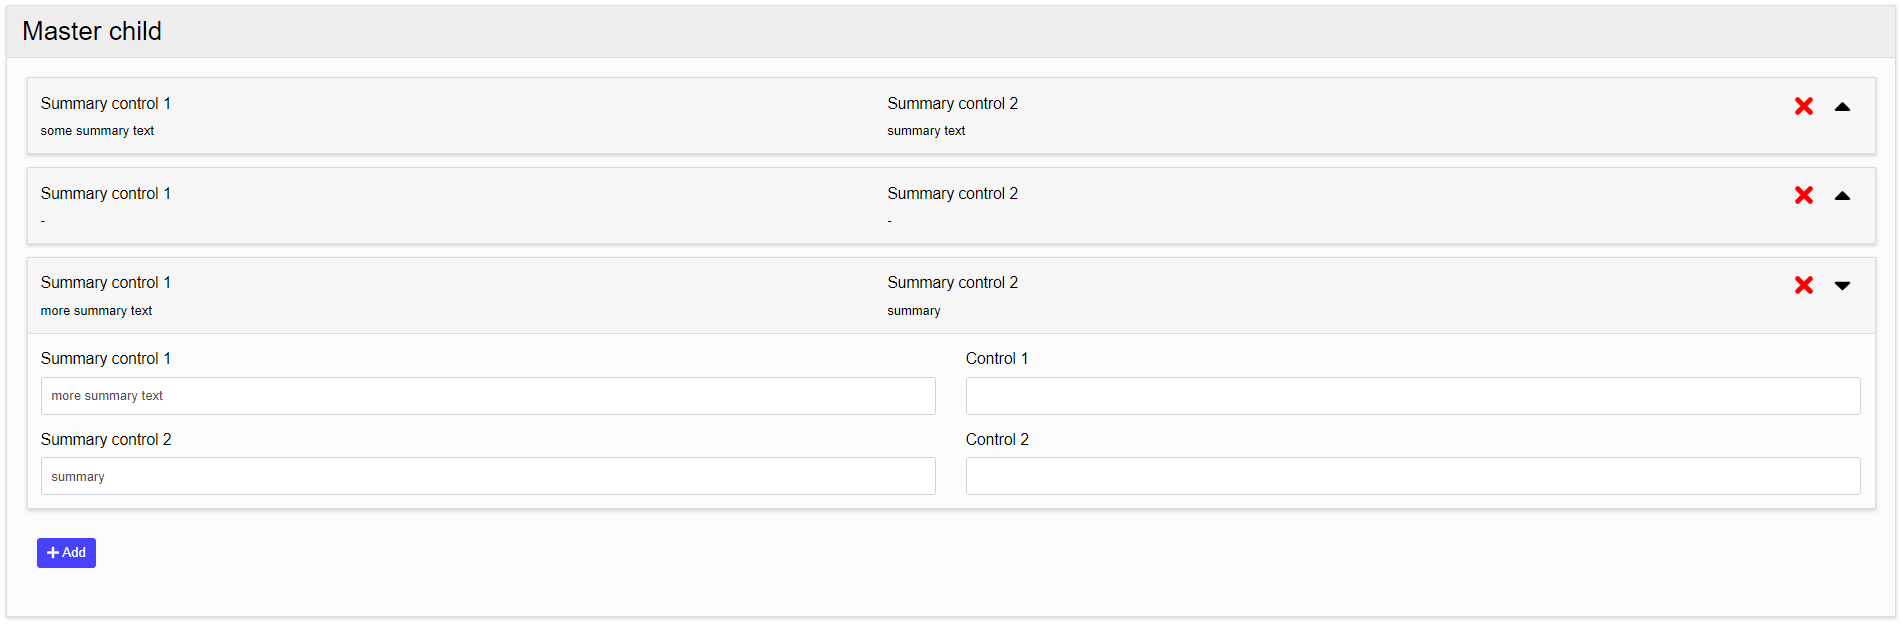 Master child
Summary control 1 Summary control 2
some summary text summary text
Summary control 1 Summary control 2
- -
Summary control 1 Summary control 2
more summary text summary
Summary control 1 Control 1
more summary text
Summary control 2 Control 2
summary
Add